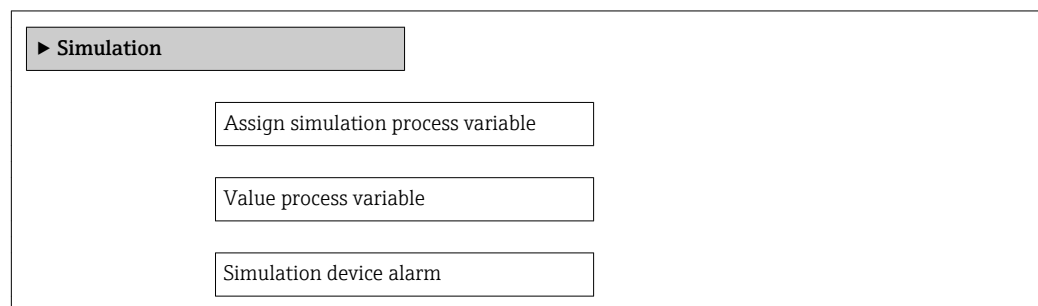 ▶ Simulation
Assign simulation process variable
Value process variable
Simulation device alarm